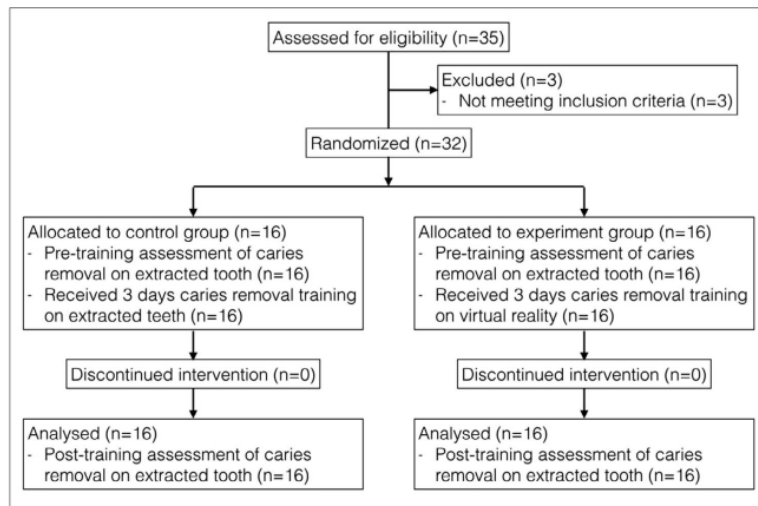 Assessed for eligibility (n=35)
Excluded (n=3)
- Not meeting inclusion criteria (n=3)
Randomized (n=32)
Allocated to control group (n=16)
- Pre-training assessment of caries
removal on extracted tooth (n=16)
- Received 3 days caries removal training
on extracted teeth (n=16)
Allocated to experiment group (n=16)
- Pre-training assessment of caries
removal on extracted tooth (n=16)
- Received 3 days caries removal training
on virtual reality (n=16)
Discontinued intervention (n=0)
Discontinued intervention (n=0)
Analysed (n=16)
- Post-training assessment of caries
removal on extracted tooth (n=16)
Analysed (n=16)
- Post-training assessment of caries
removal on extracted tooth (n=16)